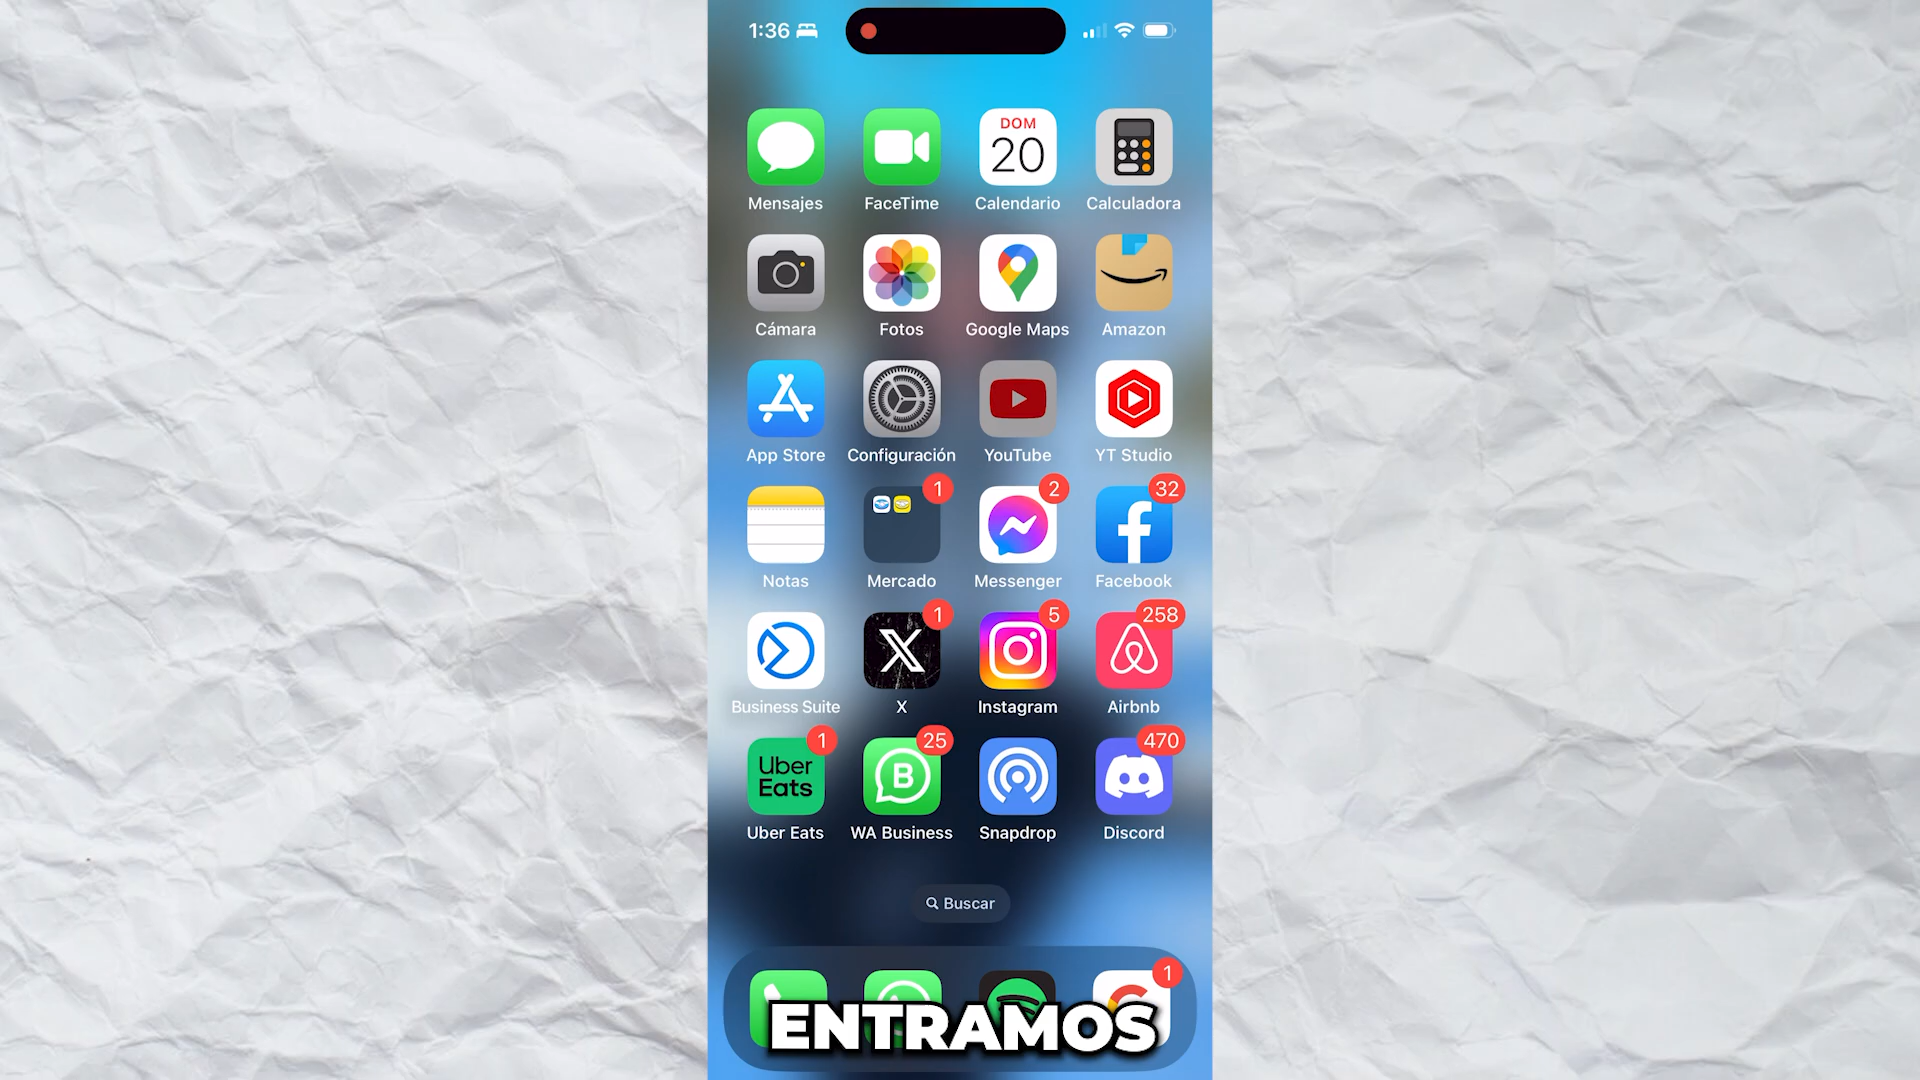 1:36
DOM
20
Mensajes FaceTime Calendario Calculadora
Cámara Fotos Google Maps Amazon
App Store Configuración YouTube YT Studio
1 2 32
Notas Mercado Messenger Facebook
1 5 258
X
Business Suite X Instagram Airbnb
1 25 470
Uber
Eats
B
Uber Eats WA Business Snapdrop Discord
Buscar
1
ENTRAMOS